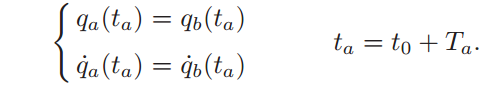 q_a(t_a) = q_b(t_a)
q̇_a(t_a) = q̇_b(t_a)
t_a = t_0 + T_a.